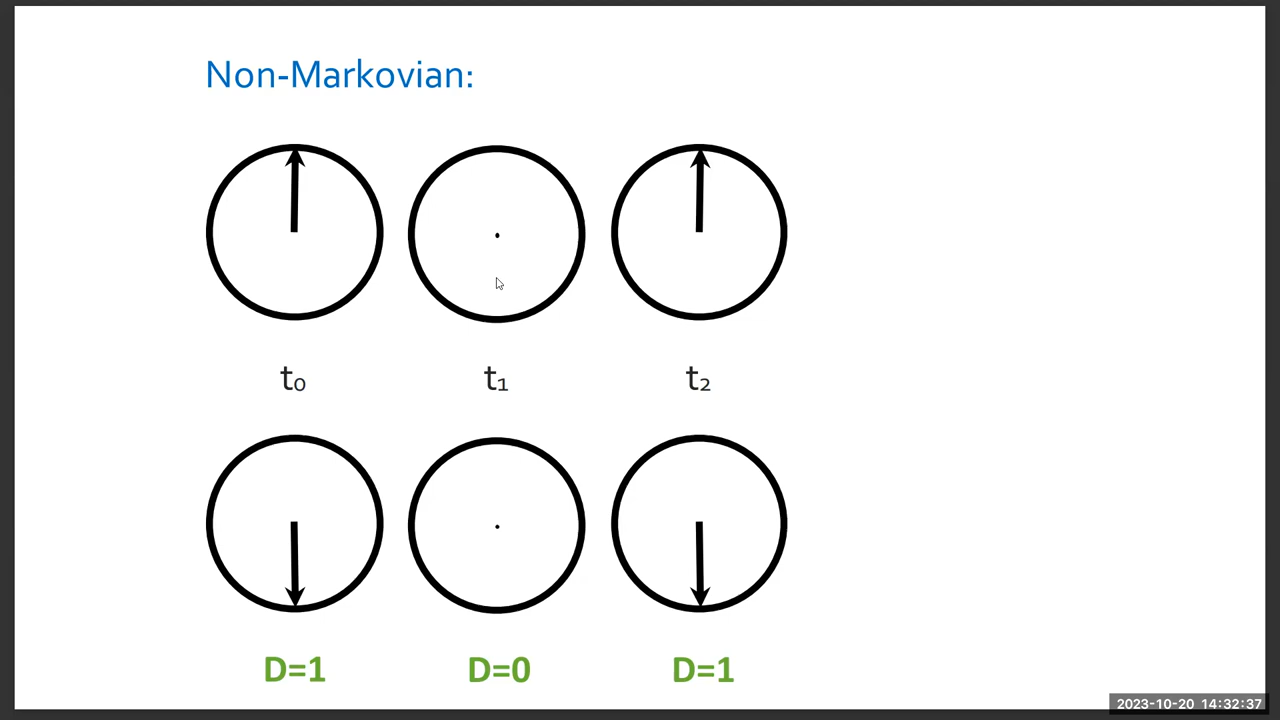 Non-Markovian:
t₀ t₁ t₂
D=1 D=0 D=1
2023-10-20 14:32:37